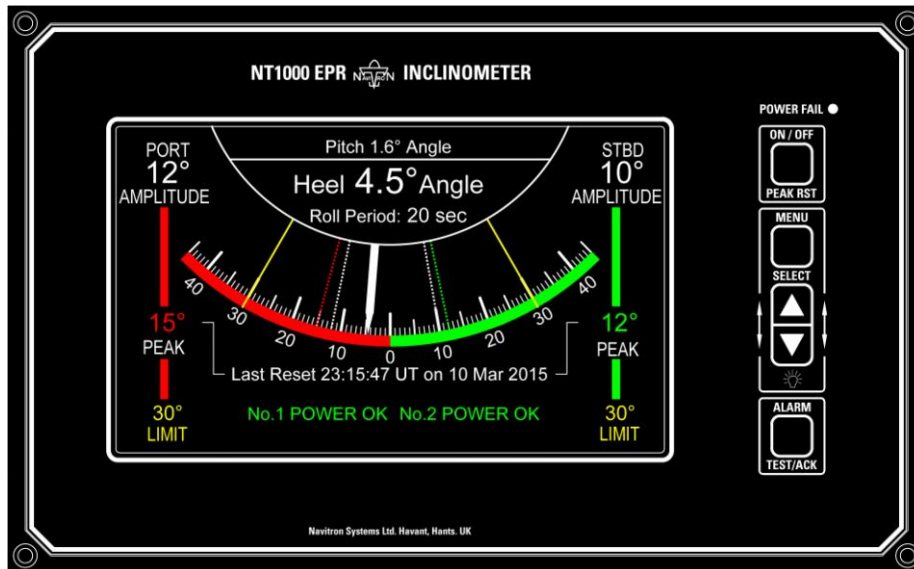 NT1000 EPR NAVITRON INCLINOMETER
POWER FAIL
ON / OFF
PEAK RST
MENU
SELECT
ALARM
TEST/ACK
Pitch 1.6° Angle
Heel 4.5° Angle
Roll Period: 20 sec
PORT
12°
AMPLITUDE
15°
PEAK
30°
LIMIT
STBD
10°
AMPLITUDE
12°
PEAK
30°
LIMIT
40 30 20 10 0 10 20 30 40
Last Reset 23:15:47 UT on 10 Mar 2015
No.1 POWER OK No.2 POWER OK
Navitron Systems Ltd. Havant, Hants. UK